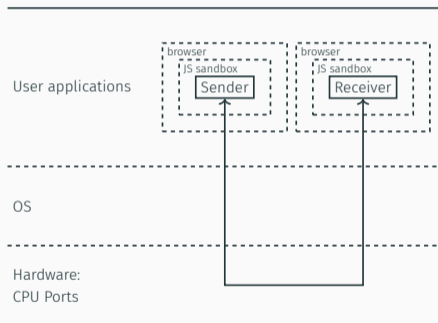 browser
JS sandbox
Sender
browser
JS sandbox
Receiver
User applications
OS
Hardware:
CPU Ports